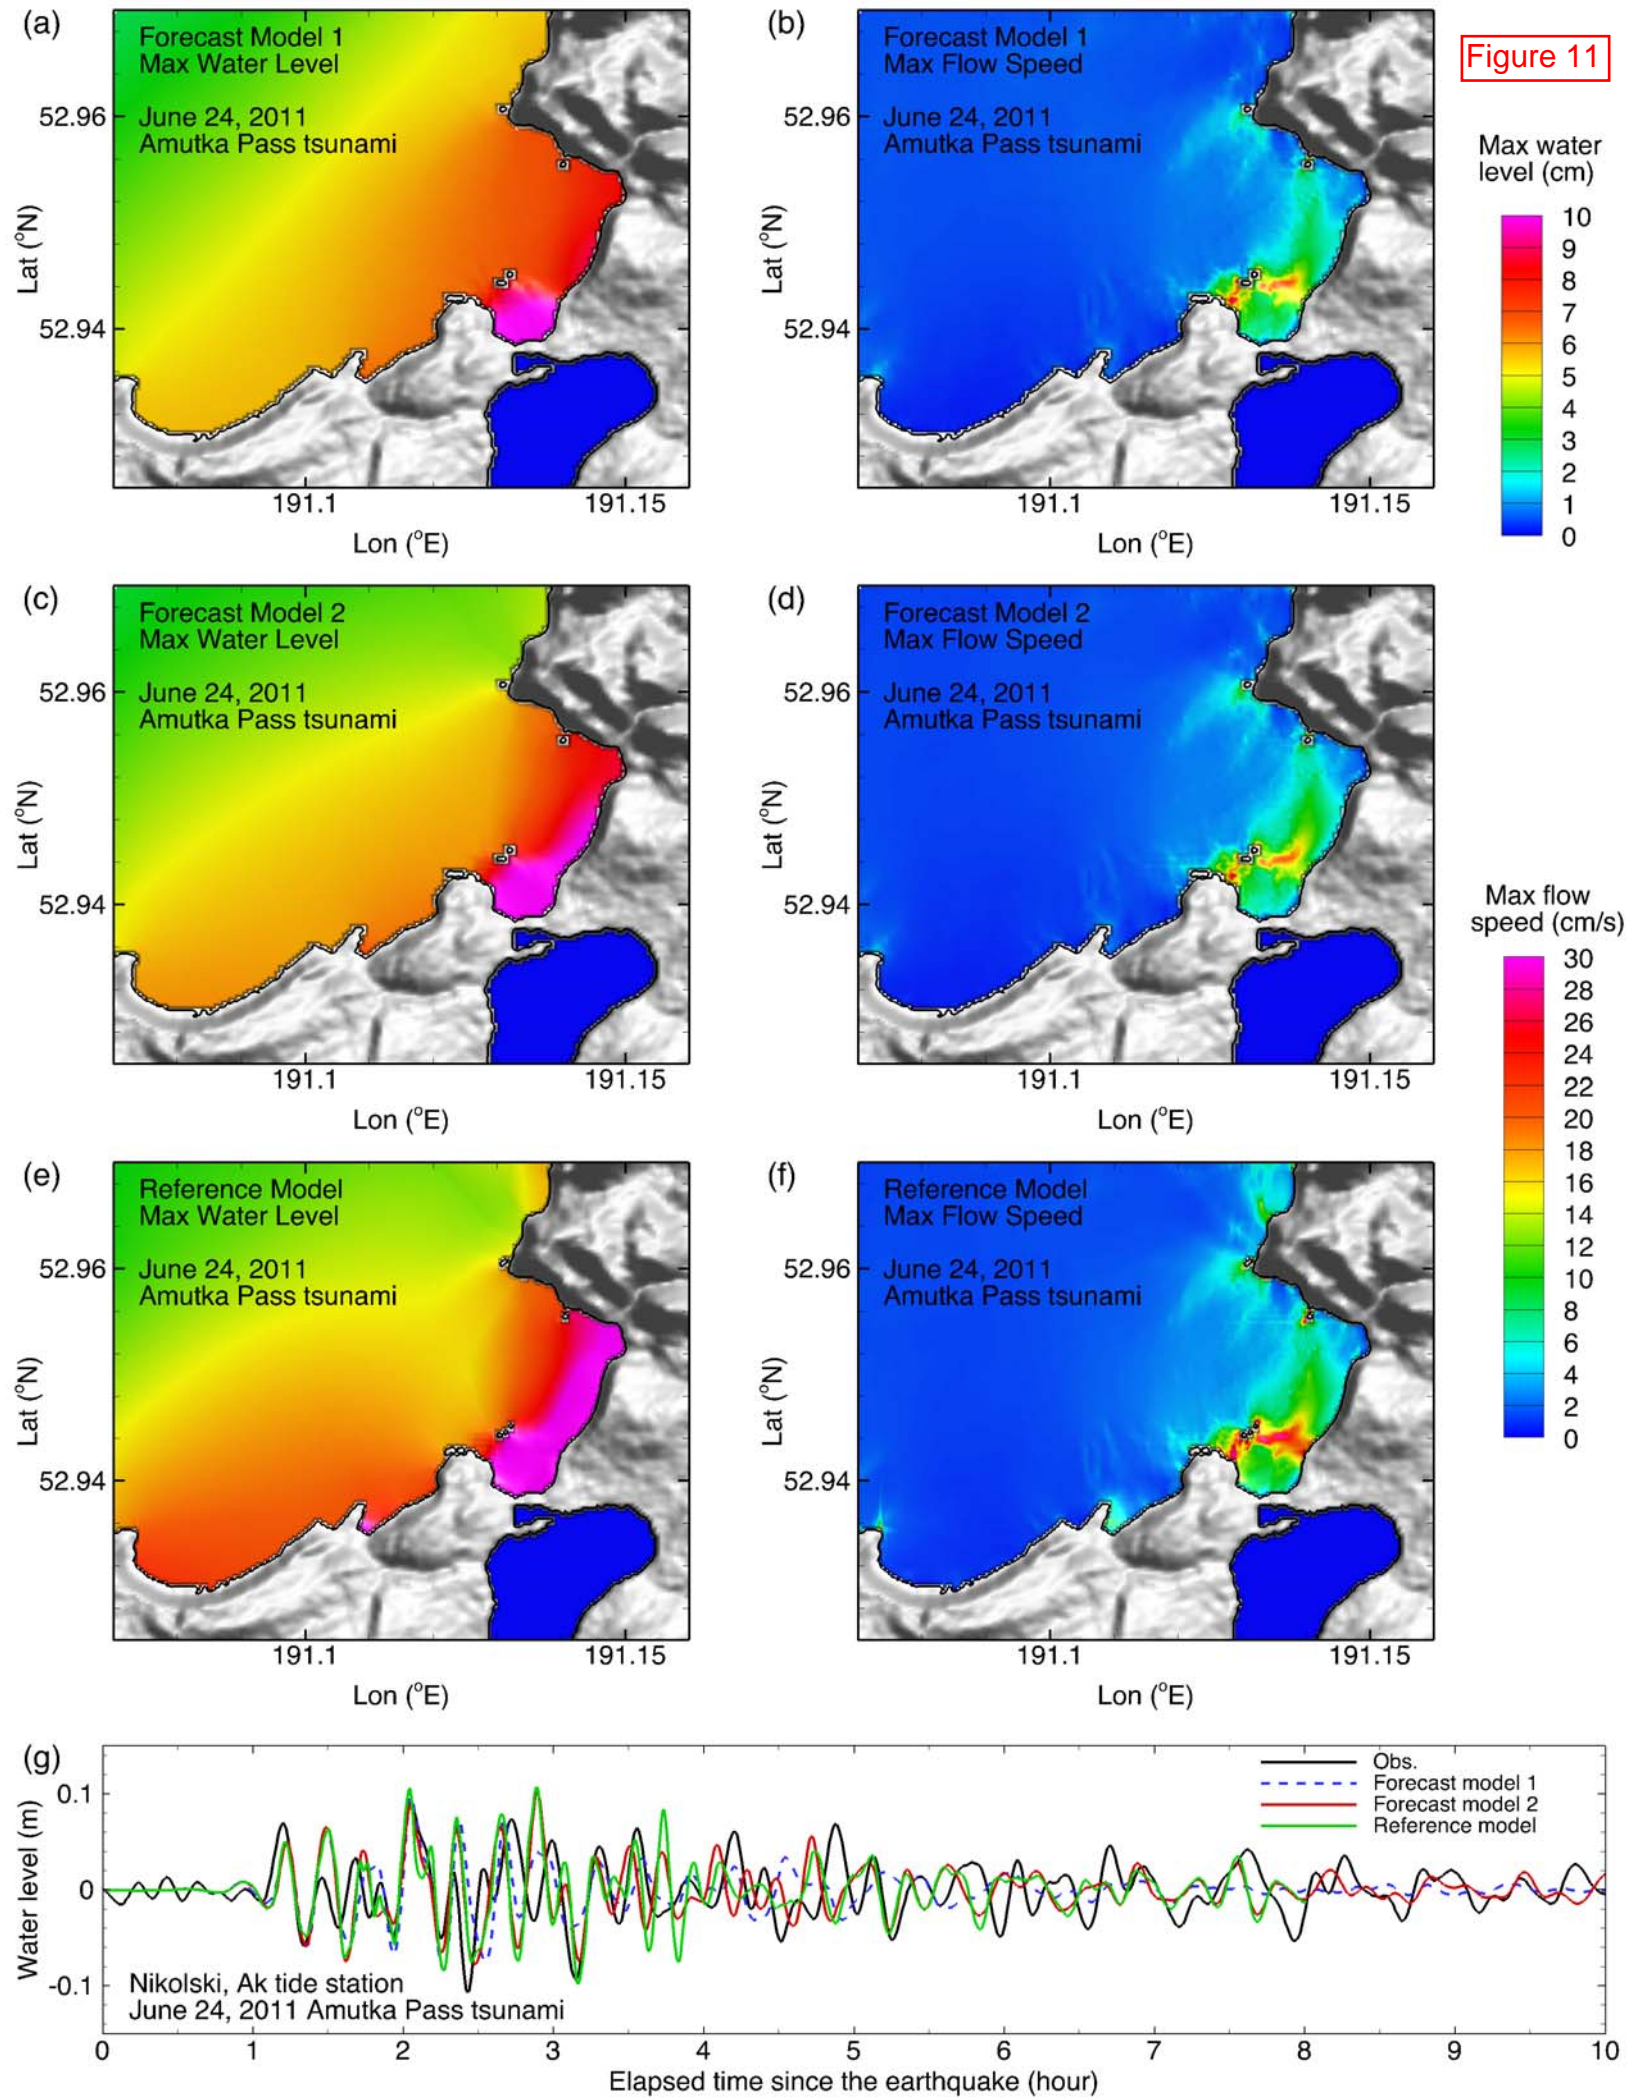 (a)
Forecast Model 1
Max Water Level
June 24, 2011
Amutka Pass tsunami
52.96
52.94
Lat (°N)
191.1
191.15
Lon (°E)
(b)
Forecast Model 1
Max Flow Speed
June 24, 2011
Amutka Pass tsunami
52.96
52.94
Lat (°N)
191.1
191.15
Lon (°E)
Figure 11
Max water
level (cm)
10
9
8
7
6
5
4
3
2
1
0
(c)
Forecast Model 2
Max Water Level
June 24, 2011
Amutka Pass tsunami
52.96
52.94
Lat (°N)
191.1
191.15
Lon (°E)
(d)
Forecast Model 2
Max Flow Speed
June 24, 2011
Amutka Pass tsunami
52.96
52.94
Lat (°N)
191.1
191.15
Lon (°E)
Max flow
speed (cm/s)
30
28
26
24
22
20
18
16
14
12
10
8
6
4
2
0
(e)
Reference Model
Max Water Level
June 24, 2011
Amutka Pass tsunami
52.96
52.94
Lat (°N)
191.1
191.15
Lon (°E)
(f)
Reference Model
Max Flow Speed
June 24, 2011
Amutka Pass tsunami
52.96
52.94
Lat (°N)
191.1
191.15
Lon (°E)
(g)
Obs.
Forecast model 1
Forecast model 2
Reference model
0.1
0
-0.1
Water level (m)
Nikolski, Ak tide station
June 24, 2011 Amutka Pass tsunami
0 1 2 3 4 5 6 7 8 9 10
Elapsed time since the earthquake (hour)